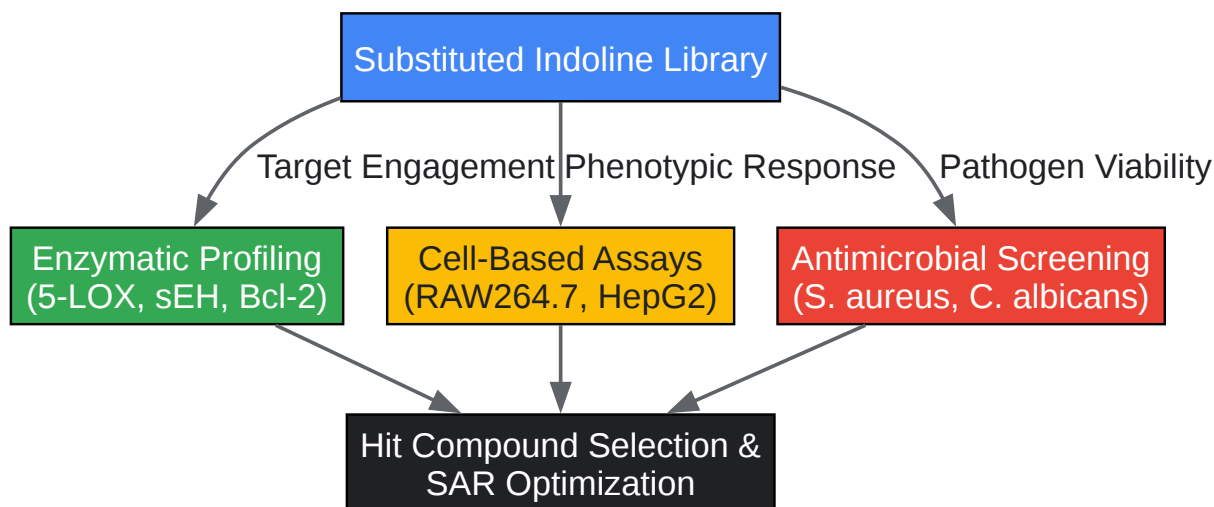 Substituted Indoline Library
Target Engagement
Phenotypic Response
Pathogen Viability
Enzymatic Profiling
(5-LOX, sEH, Bcl-2)
Cell-Based Assays
(RAW264.7, HepG2)
Antimicrobial Screening
(S. aureus, C. albicans)
Hit Compound Selection &
SAR Optimization